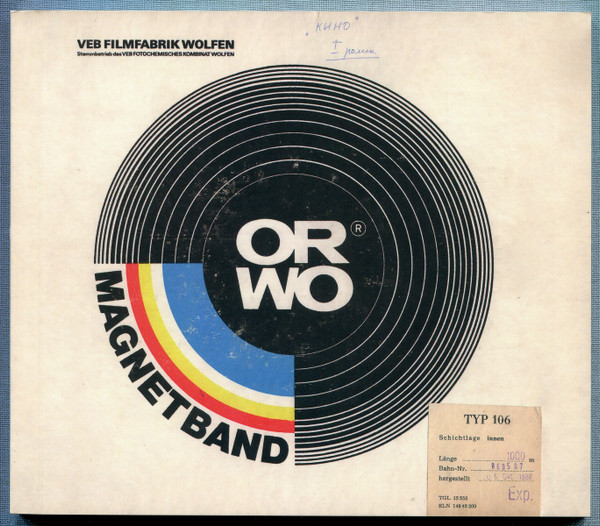 „КИНО"
I ролик
VEB FILMFABRIK WOLFEN
Stammbetrieb des VEB FOTOCHEMISCHES KOMBINAT WOLFEN
OR ®
WO
MAGNETBAND
TYP 106
Schichtlage innen
Länge 1000 m
Bahn-Nr.
hergestellt
Exp.
TGL
ELN